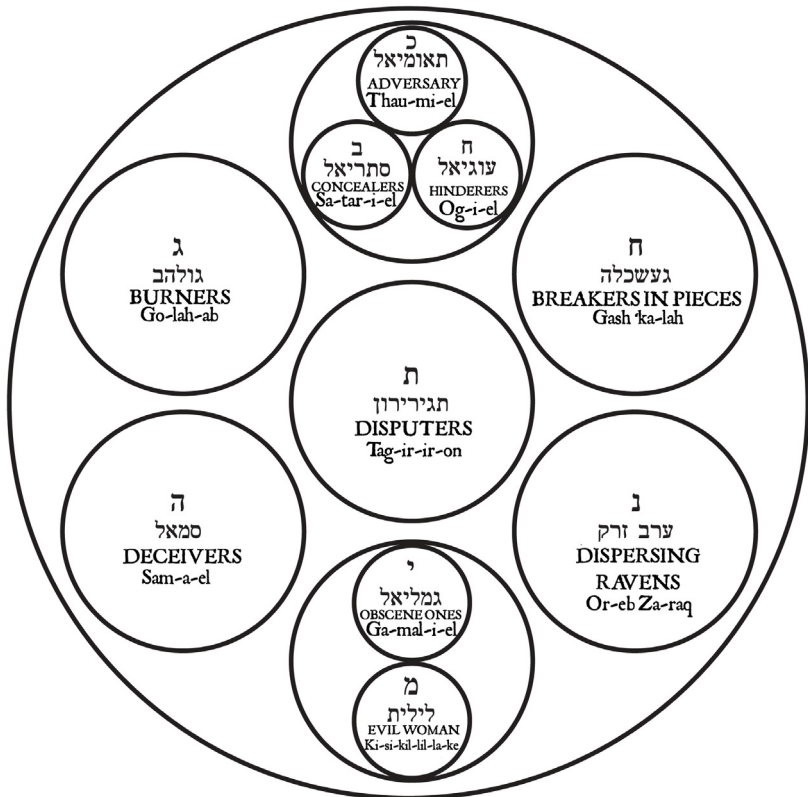 כ
תאומיאל
ADVERSARY
Thau-mi-el
ב
סתריאל
CONCEALERS
Sa-tar-i-el
ח
עוגיאל
HINDERERS
Og-i-el
ג
גולהב
BURNERS
Go-lah-ab
ח
געשכלה
BREAKERS IN PIECES
Gash 'ka-lah
ת
תגירירון
DISPUTERS
Tag-ir-ir-on
ה
סמאל
DECEIVERS
Sam-a-el
נ
ערב זרק
DISPERSING
RAVENS
Or-eb Za-raq
י
גמליאל
OBSCENE ONES
Ga-mal-i-el
מ
לילית
EVIL WOMAN
Ki-si-kil-lil-la-ke